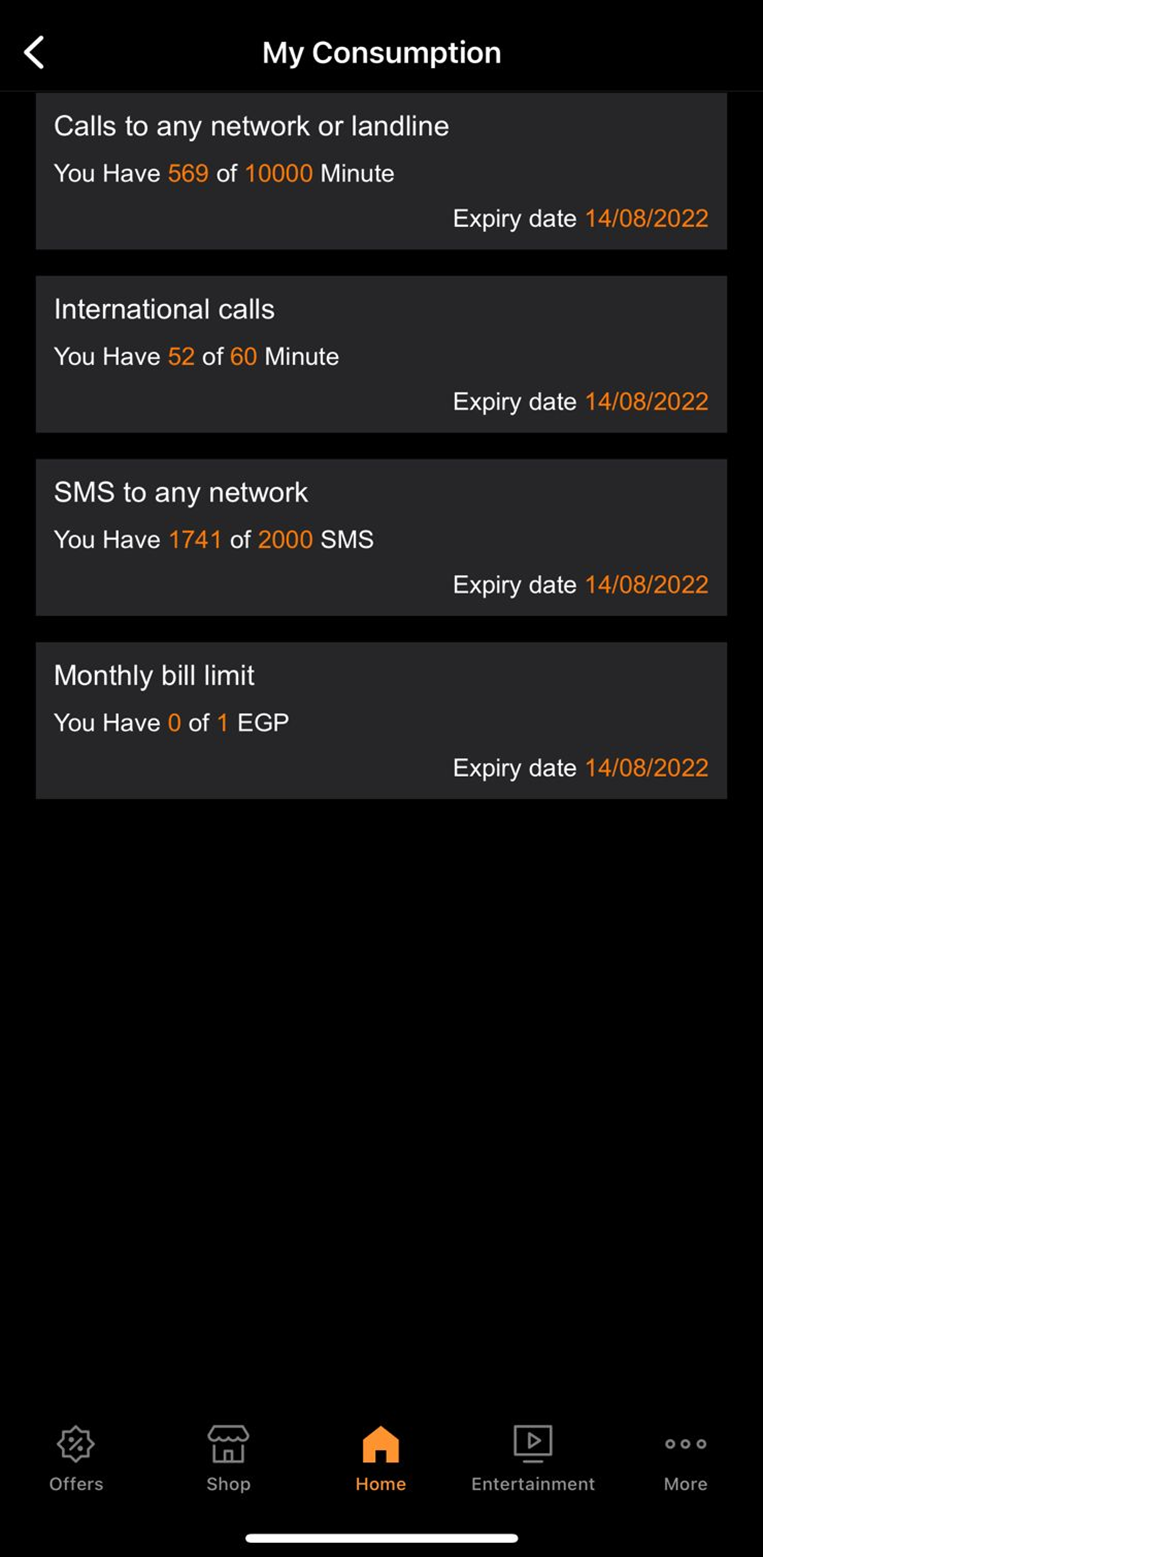 My Consumption
Calls to any network or landline
You Have 569 of 10000 Minute
Expiry date 14/08/2022
International calls
You Have 52 of 60 Minute
Expiry date 14/08/2022
SMS to any network
You Have 1741 of 2000 SMS
Expiry date 14/08/2022
Monthly bill limit
You Have 0 of 1 EGP
Expiry date 14/08/2022
Offers Shop Home Entertainment More